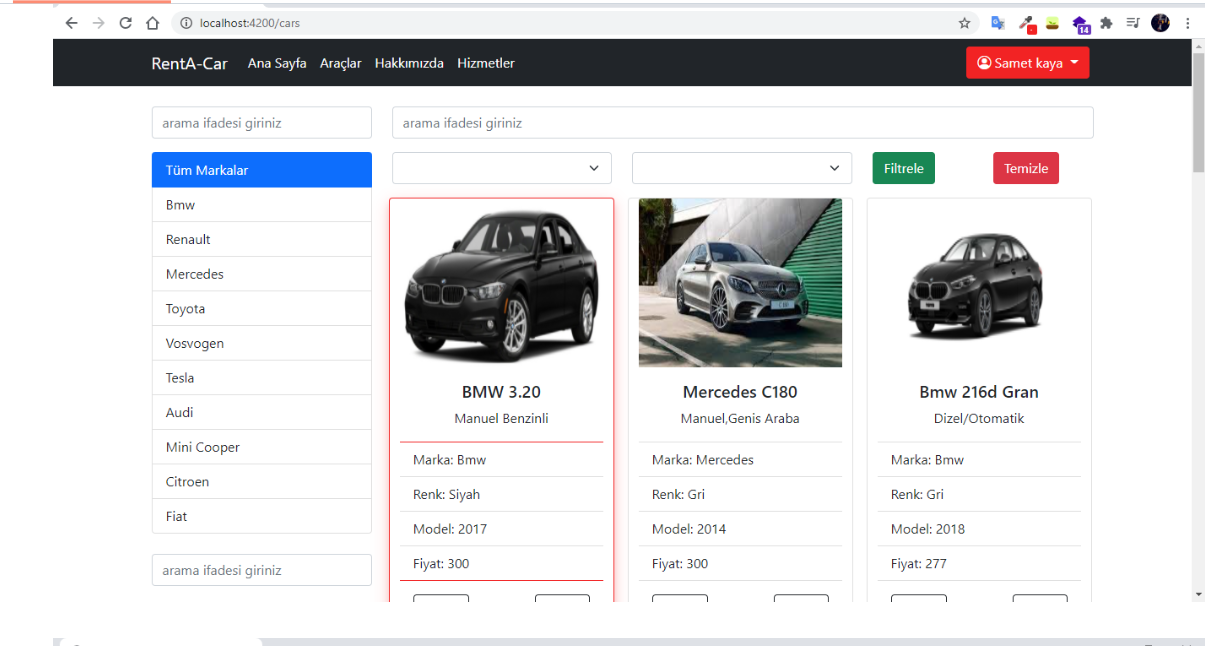 localhost:4200/cars
14
RentA-Car Ana Sayfa Araçlar Hakkımızda Hizmetler Samet kaya
arama ifadesi giriniz
arama ifadesi giriniz
Tüm Markalar
Filtrele
Temizle
Bmw
Renault
Mercedes
Toyota
Vosvogen
Tesla
Audi
Mini Cooper
Citroen
Fiat
arama ifadesi giriniz
BMW 3.20
Manuel Benzinli
Marka: Bmw
Renk: Siyah
Model: 2017
Fiyat: 300
Mercedes C180
Manuel,Genis Araba
Marka: Mercedes
Renk: Gri
Model: 2014
Fiyat: 300
Bmw 216d Gran
Dizel/Otomatik
Marka: Bmw
Renk: Gri
Model: 2018
Fiyat: 277